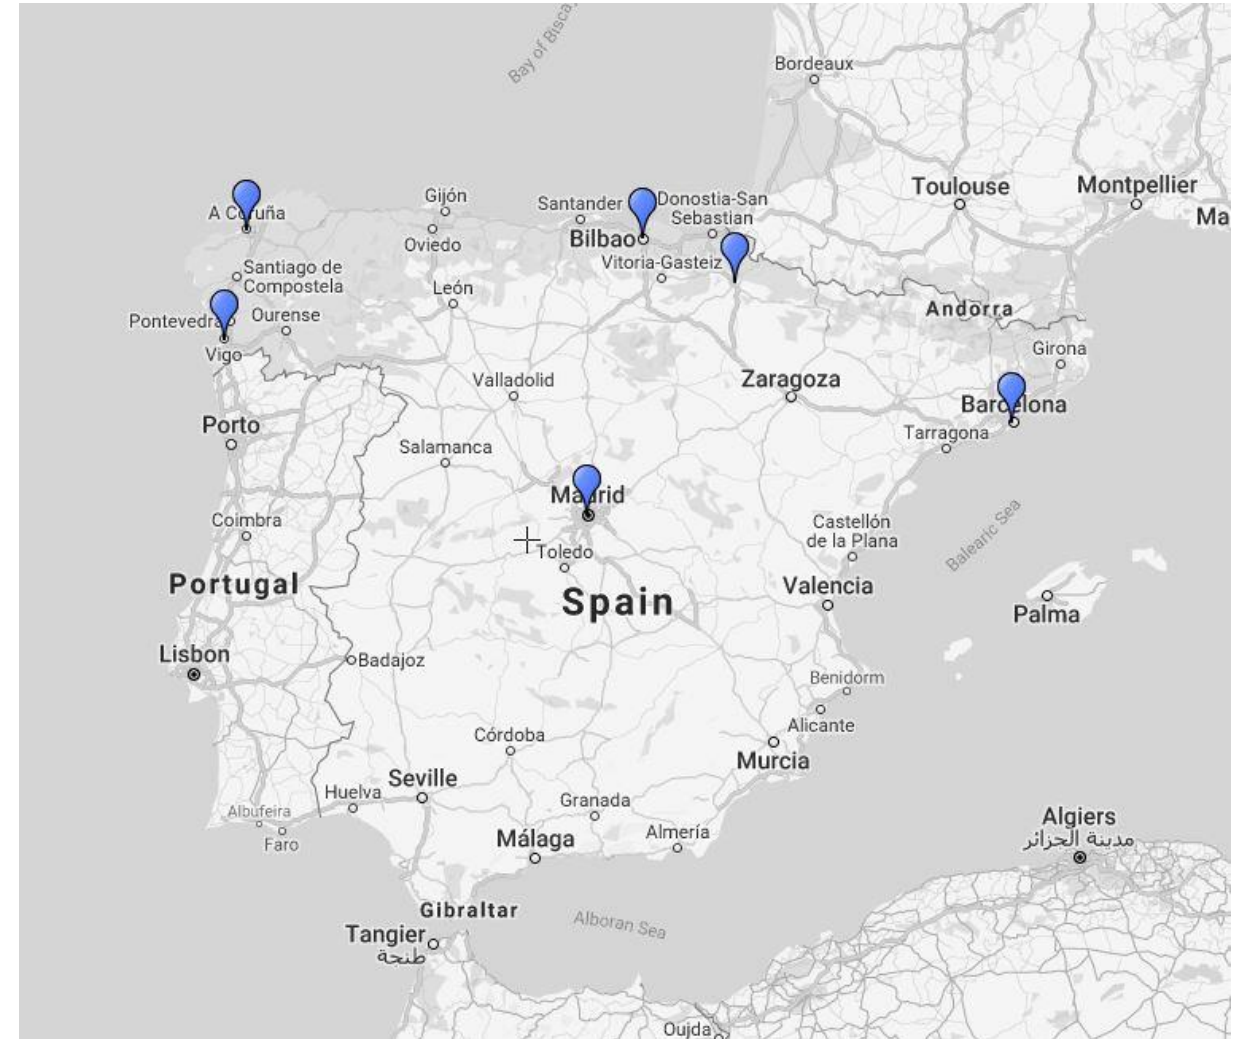 Bay of Biscay
Bordeaux
Toulouse
Montpellier
Ma
A Coruña
Gijón
Santander
Donostia-San
Sebastian
Oviedo
Bilbao
Vitoria-Gasteiz
Santiago de
Compostela
León
Andorra
Pontevedra
Ourense
Vigo
Girona
Valladolid
Zaragoza
Barcelona
Porto
Tarragona
Salamanca
Madrid
Coimbra
Castellón
de la Plana
Balearic Sea
Toledo
Portugal
Spain
Valencia
Palma
Lisbon
Badajoz
Benidorm
Alicante
Córdoba
Murcia
Seville
Huelva
Granada
Albufeira
Faro
Málaga
Almería
Algiers
مدينة الجزائر
Gibraltar
Alboran Sea
Tangier
طنجة
Oujda